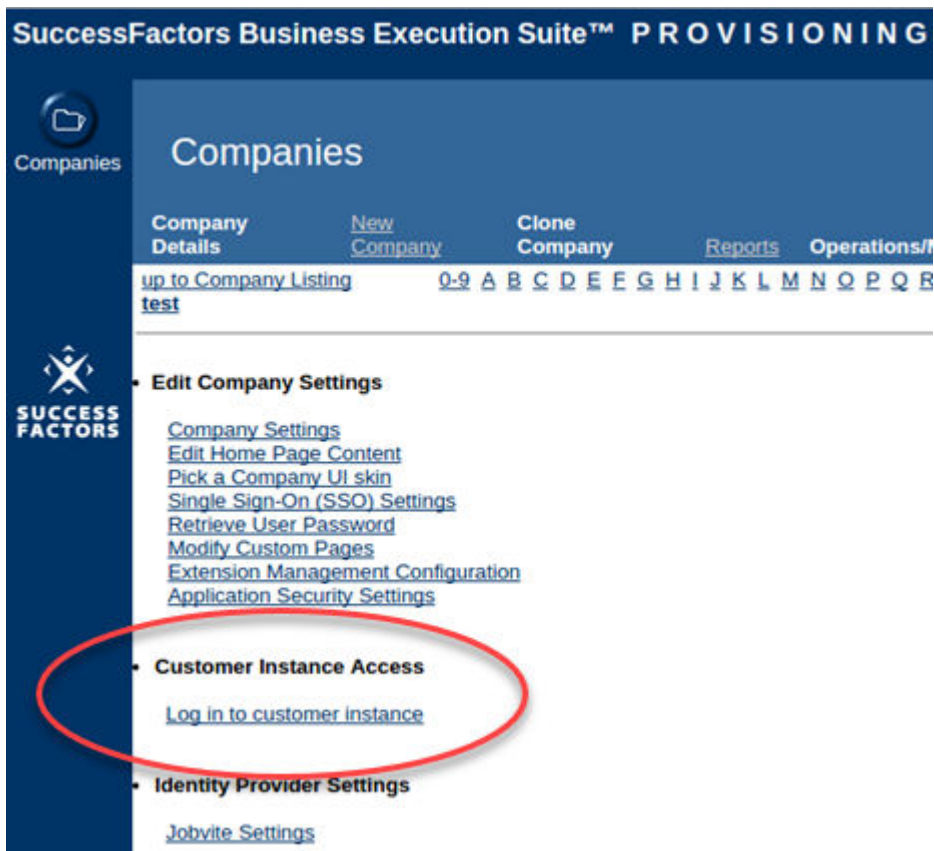 SuccessFactors Business Execution Suite™ PROVISIONING
Companies
Companies
Company Details
New Company
Clone Company
Reports
Operations/M
up to Company Listing
0-9 A B C D E F G H I J K L M N O P Q R
test
SUCCESS
FACTORS
• Edit Company Settings
Company Settings
Edit Home Page Content
Pick a Company UI skin
Single Sign-On (SSO) Settings
Retrieve User Password
Modify Custom Pages
Extension Management Configuration
Application Security Settings
• Customer Instance Access
Log in to customer instance
• Identity Provider Settings
Jobvite Settings